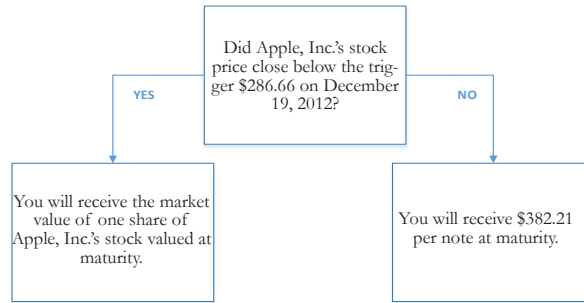 Did Apple, Inc.'s stock
price close below the trig-
ger $286.66 on December
19, 2012?
YES
NO
You will receive the market
value of one share of
Apple, Inc.'s stock valued at
maturity.
You will receive $382.21
per note at maturity.